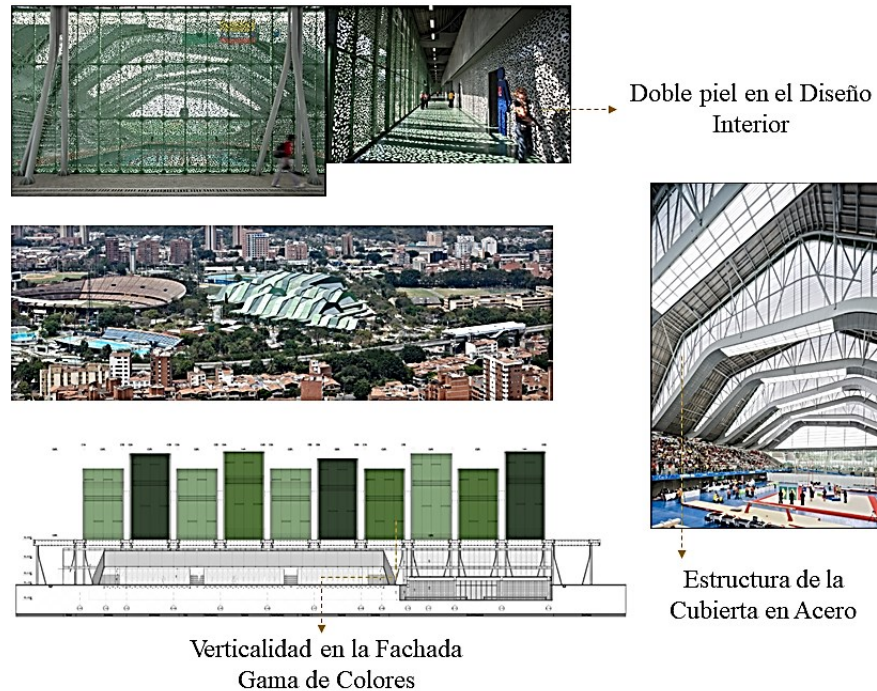 Doble piel en el Diseño
Interior
Estructura de la
Cubierta en Acero
Verticalidad en la Fachada
Gama de Colores